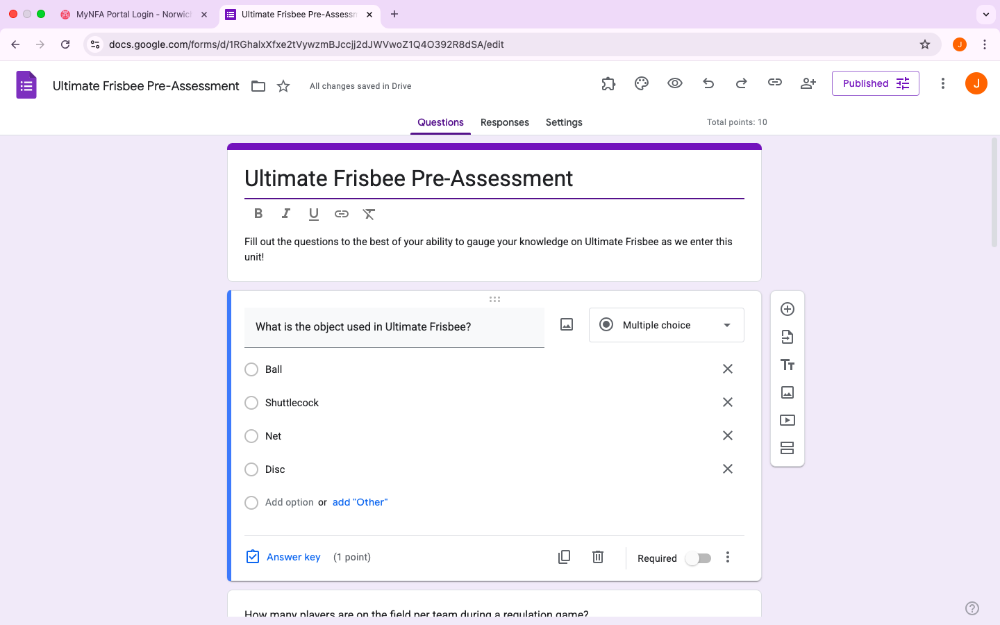 MyNFA Portal Login - Norwich
Ultimate Frisbee Pre-Assessm
docs.google.com/forms/d/1RGhalxXfxe2tVywzmBJccjj2dJWVwoZ1Q4O392R8dSA/edit
J
Ultimate Frisbee Pre-Assessment
All changes saved in Drive
Published
J
Questions
Responses
Settings
Total points: 10
Ultimate Frisbee Pre-Assessment
Fill out the questions to the best of your ability to gauge your knowledge on Ultimate Frisbee as we enter this
unit!
What is the object used in Ultimate Frisbee?
Multiple choice
Ball
Shuttlecock
Net
Disc
Add option or add "Other"
Answer key (1 point)
Required
How many players are on the field per team during a regulation game?